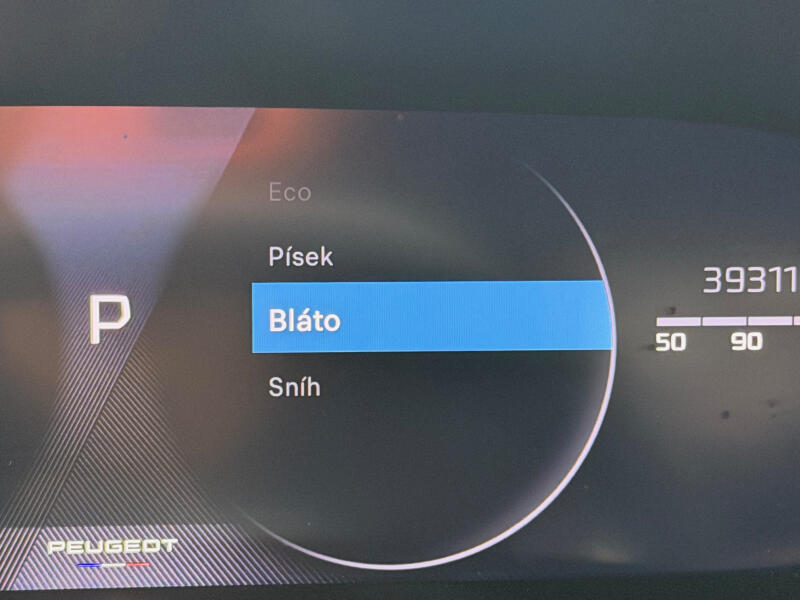 Eco
Písek
P
Bláto
Sníh
39311
50 90
PEUGEOT